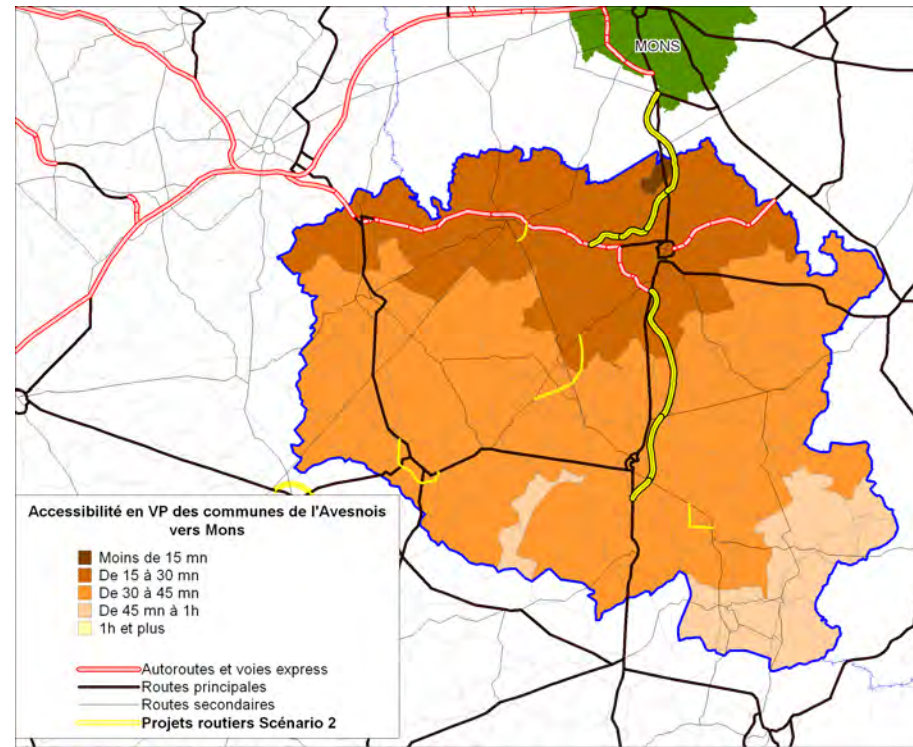 MONS
Accessibilité en VP des communes de l'Avesnois
vers Mons
Moins de 15 mn
De 15 à 30 mn
De 30 à 45 mn
De 45 mn à 1h
1h et plus
Autoroutes et voies express
Routes principales
Routes secondaires
Projets routiers Scénario 2